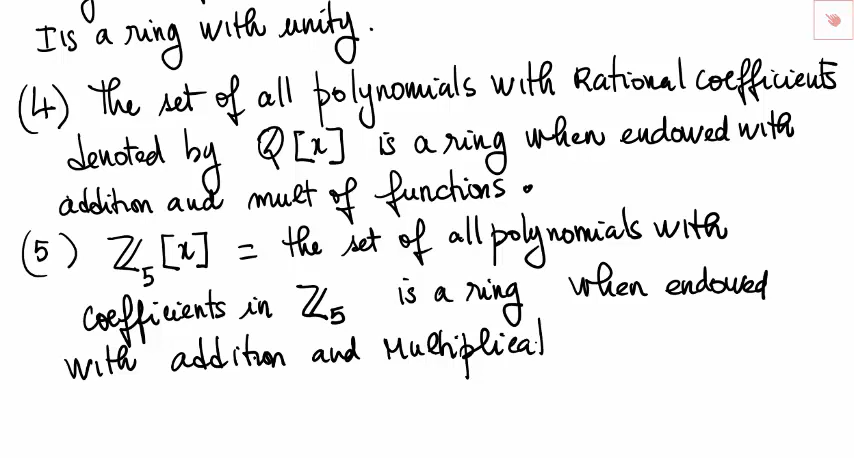 It is a ring with unity.
(4) The set of all polynomials with Rational coefficients
denoted by Q[x] is a ring when endowed with
addition and mult of functions.
(5) ℤ₅[x] = the set of all polynomials with
coefficients in ℤ₅ is a ring when endowed
with addition and Multiplicat